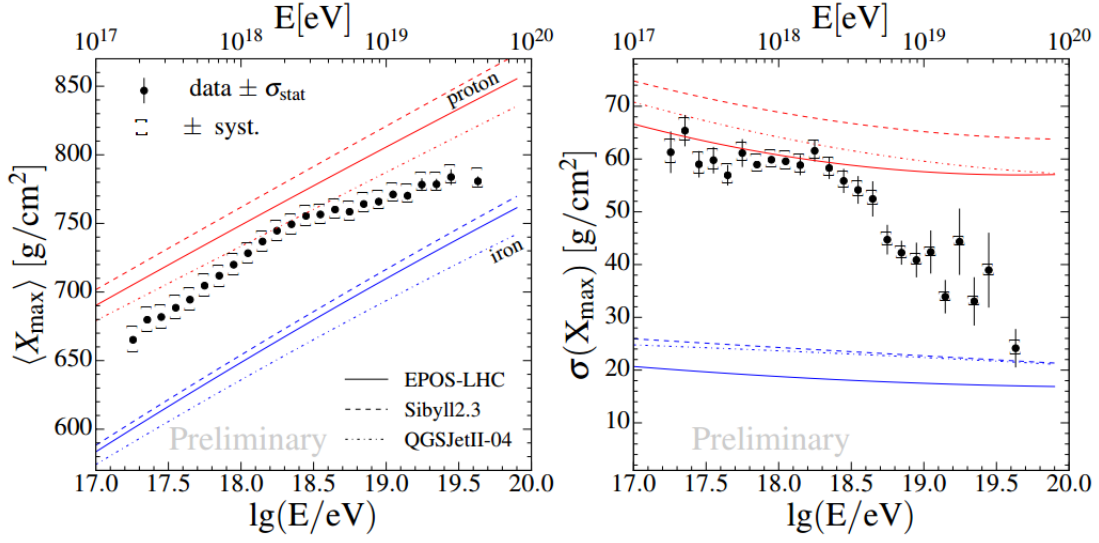 E[eV]
10^17 10^18 10^19 10^20
850
800
750
700
650
600
⟨X_max⟩ [g/cm^2]
data ± σ_stat
± syst.
proton
iron
EPOS-LHC
Sibyll2.3
QGSJetII-04
Preliminary
17.0 17.5 18.0 18.5 19.0 19.5 20.0
lg(E/eV)
E[eV]
10^17 10^18 10^19 10^20
70
60
50
40
30
20
10
σ(X_max) [g/cm^2]
Preliminary
17.0 17.5 18.0 18.5 19.0 19.5 20.0
lg(E/eV)